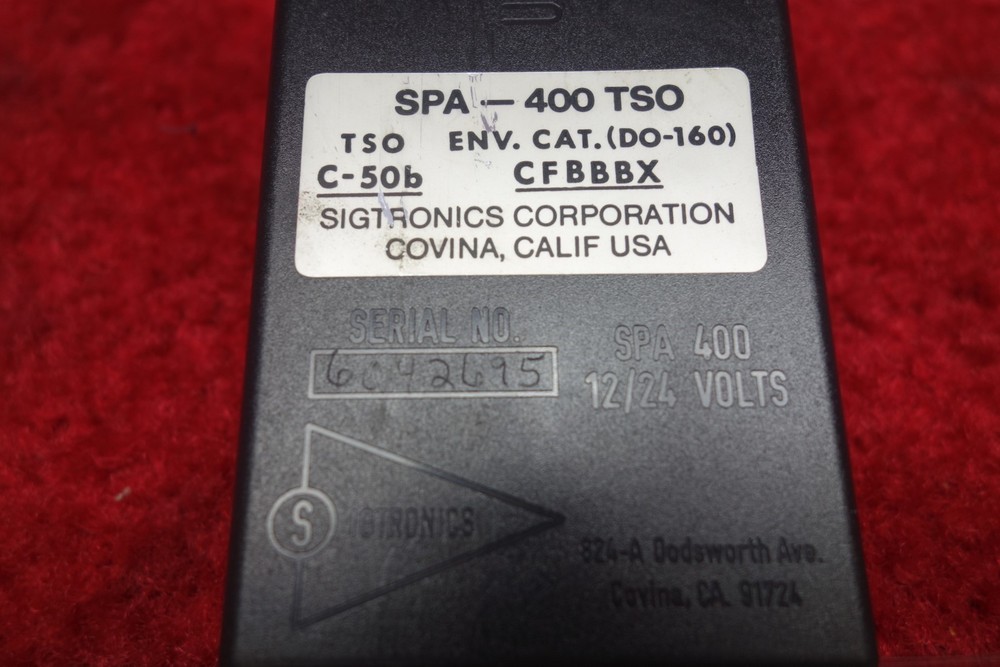 SPA - 400 TSO
TSO ENV. CAT. (DO-160)
C-50b CFBBBX
SIGTRONICS CORPORATION
COVINA, CALIF USA
SERIAL NO.
6042695
SPA 400
12/24 VOLTS
S
824-A Dodsworth Ave.
Covina, CA. 91724